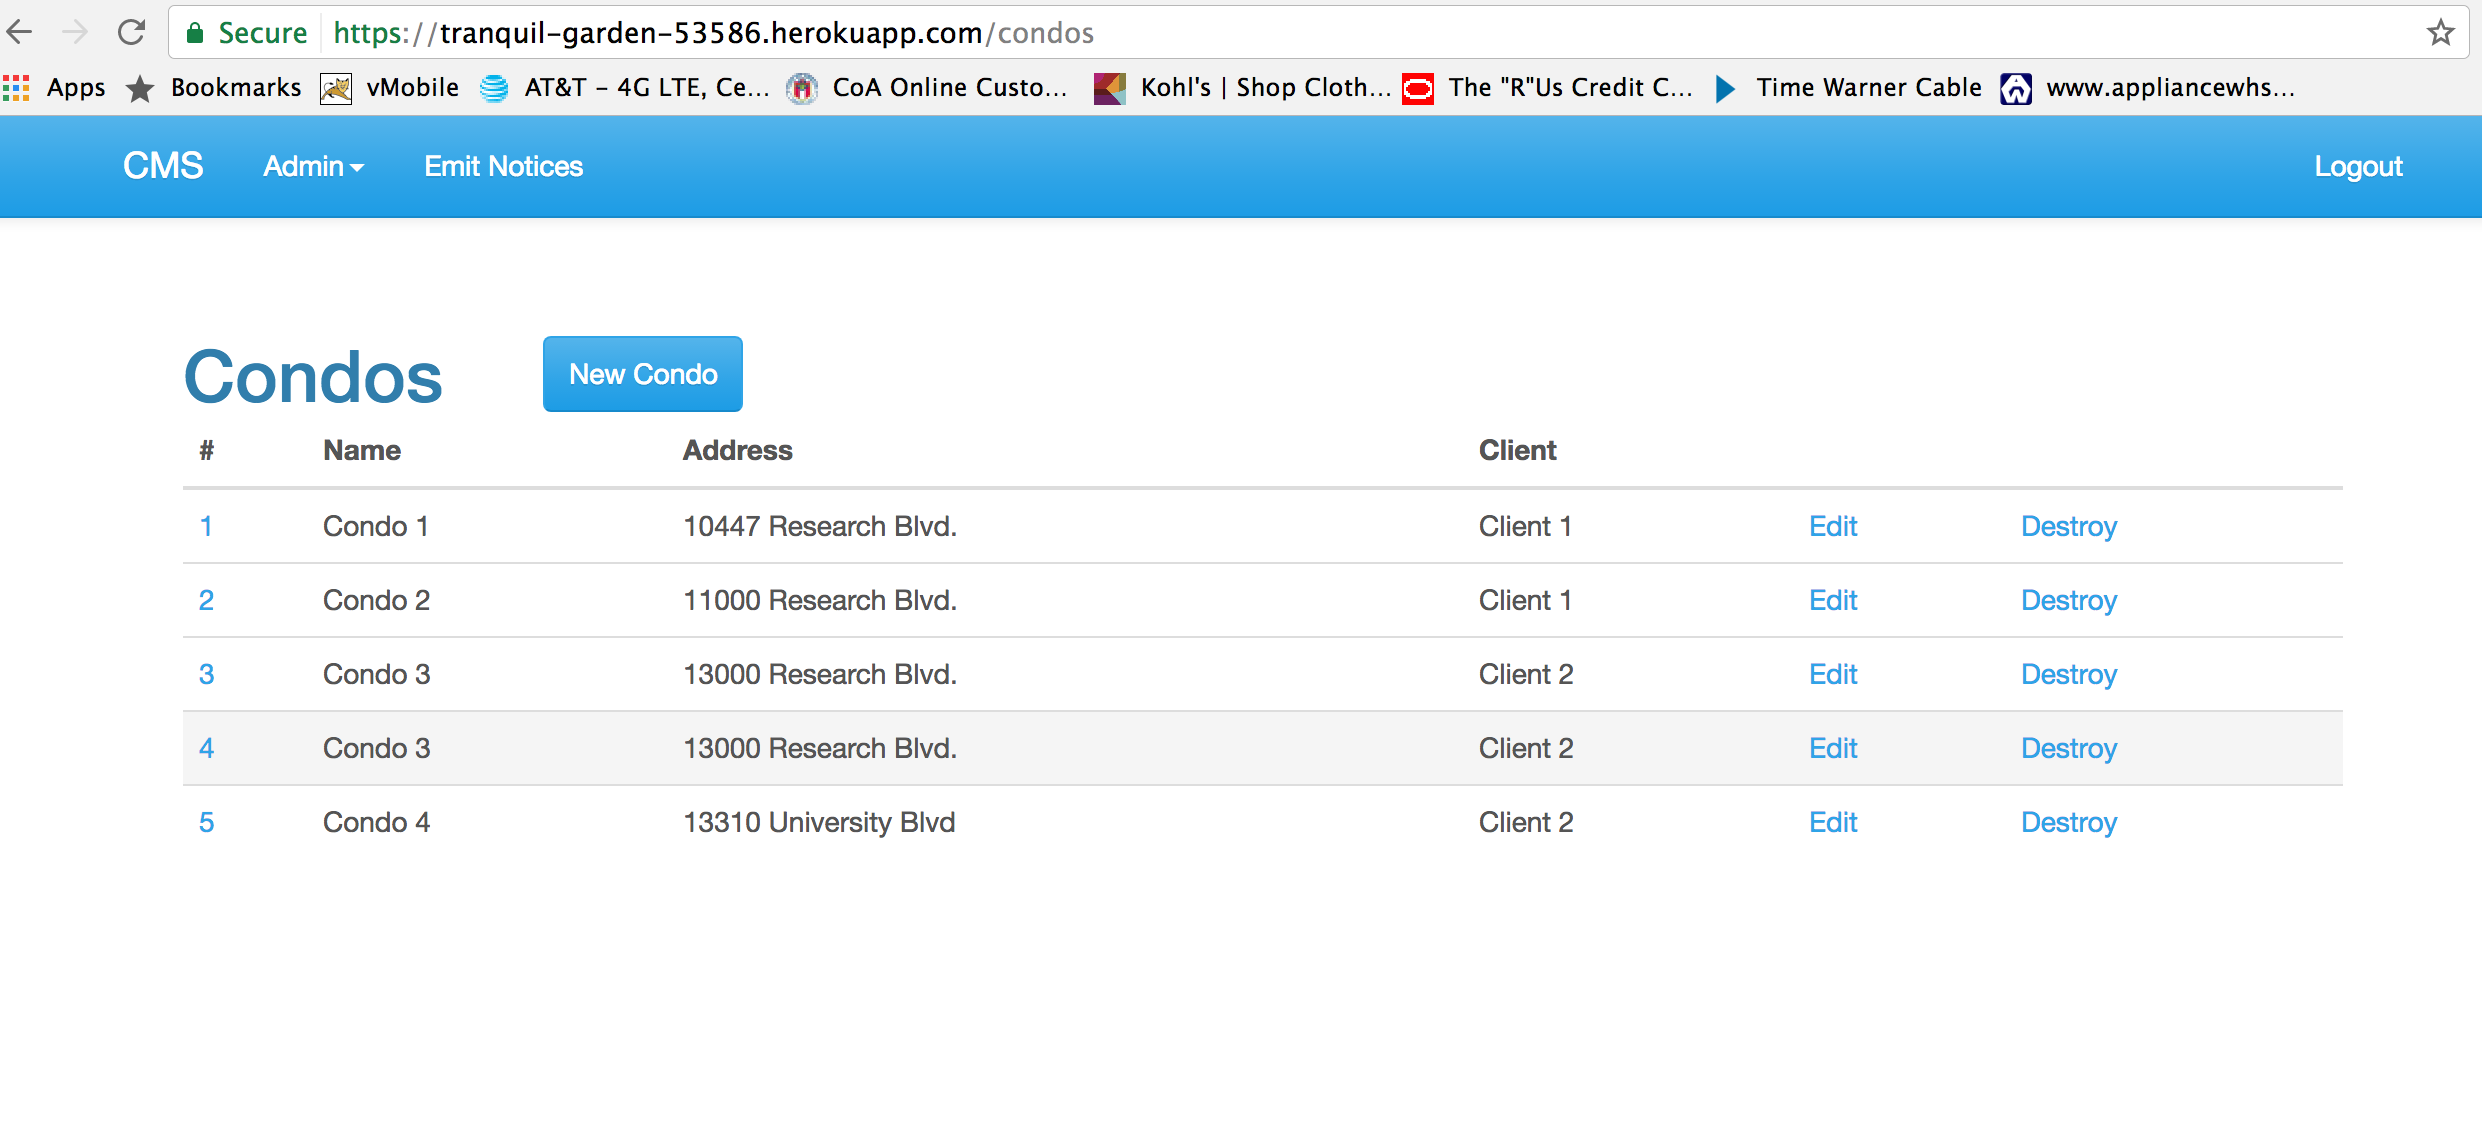 Secure https://tranquil-garden-53586.herokuapp.com/condos
Apps Bookmarks vMobile AT&T – 4G LTE, Ce... CoA Online Custo... Kohl's | Shop Cloth... The "R"Us Credit C... Time Warner Cable www.appliancewhs...
CMS Admin Emit Notices Logout
Condos New Condo
# Name Address Client
1 Condo 1 10447 Research Blvd. Client 1 Edit Destroy
2 Condo 2 11000 Research Blvd. Client 1 Edit Destroy
3 Condo 3 13000 Research Blvd. Client 2 Edit Destroy
4 Condo 3 13000 Research Blvd. Client 2 Edit Destroy
5 Condo 4 13310 University Blvd Client 2 Edit Destroy